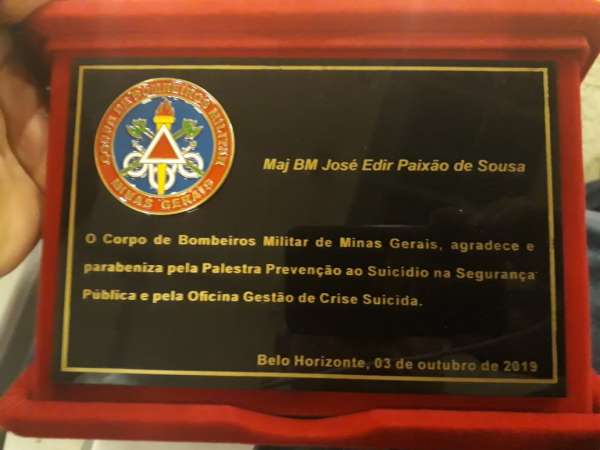 CORPO DE BOMBEIROS MILITAR
MINAS GERAIS
Maj BM José Edir Paixão de Sousa
O Corpo de Bombeiros Militar de Minas Gerais, agradece e
parabeniza pela Palestra Prevenção ao Suicídio na Segurança
Pública e pela Oficina Gestão de Crise Suicida.
Belo Horizonte, 03 de outubro de 2019